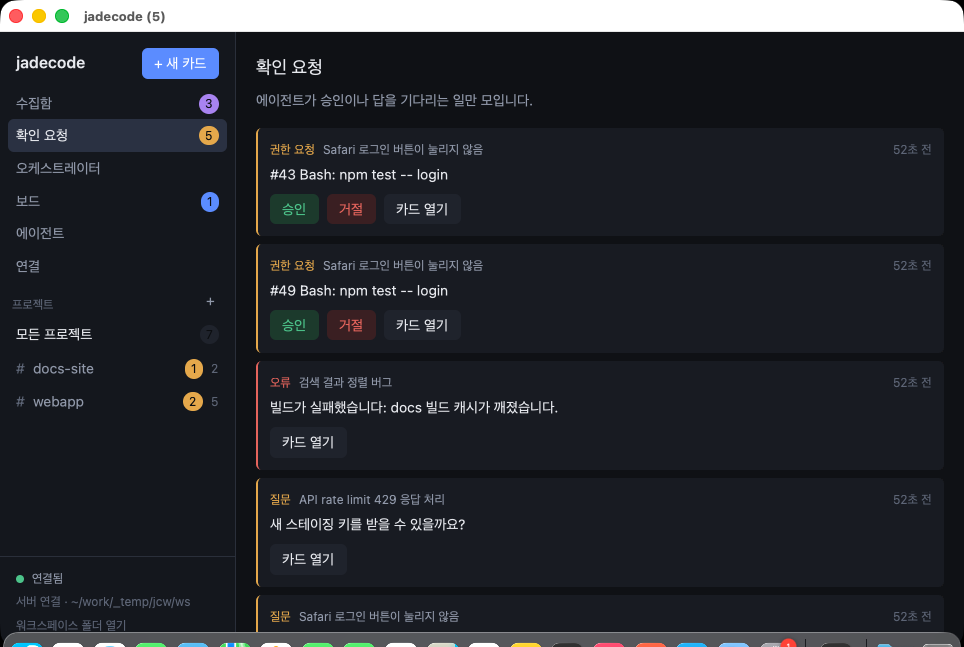 jadecode (5)
jadecode
+ 새 카드
수집함 3
확인 요청 5
오케스트레이터
보드 1
에이전트
연결
프로젝트 +
모든 프로젝트 7
# docs-site 1 2
# webapp 2 5
연결됨
서버 연결 · ~/work/_temp/jcw/ws
워크스페이스 폴더 열기
확인 요청
에이전트가 승인이나 답을 기다리는 일만 모입니다.
권한 요청 Safari 로그인 버튼이 눌리지 않음 52초 전
#43 Bash: npm test -- login
승인 거절 카드 열기
권한 요청 Safari 로그인 버튼이 눌리지 않음 52초 전
#49 Bash: npm test -- login
승인 거절 카드 열기
오류 검색 결과 정렬 버그 52초 전
빌드가 실패했습니다: docs 빌드 캐시가 깨졌습니다.
카드 열기
질문 API rate limit 429 응답 처리 52초 전
새 스테이징 키를 받을 수 있을까요?
카드 열기
질문 Safari 로그인 버튼이 눌리지 않음 52초 전